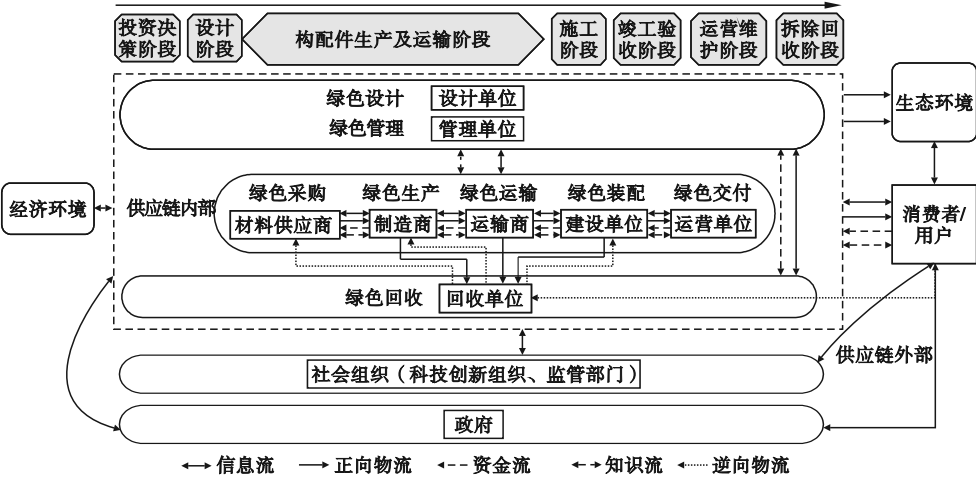 投资决
策阶段
设计
阶段
构配件生产及运输阶段
施工
阶段
竣工验
收阶段
运营维
护阶段
拆除回
收阶段
绿色设计 设计单位
绿色管理 管理单位
生态环境
经济环境
供应链内部
绿色采购 绿色生产 绿色运输 绿色装配 绿色交付
材料供应商 制造商 运输商 建设单位 运营单位
消费者/
用户
绿色回收 回收单位
供应链外部
社会组织（科技创新组织、监管部门）
政府
信息流 正向物流 资金流 知识流 逆向物流